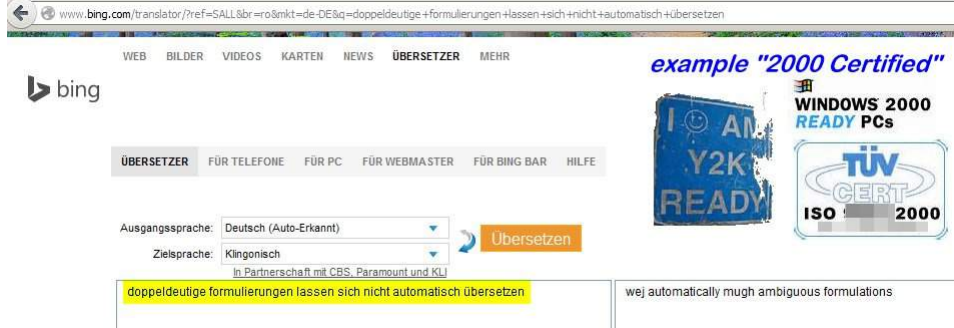 www.bing.com/translator/?ref=SALL&br=ro&mkt=de-DE&q=doppeldeutige+formulierungen+lassen+sich+nicht+automatisch+übersetzen
WEB BILDER VIDEOS KARTEN NEWS ÜBERSETZER MEHR
bing
example "2000 Certified"
I AM
Y2K
READY
WINDOWS 2000
READY PCs
TÜV
CERT
ISO 2000
ÜBERSETZER FÜR TELEFONE FÜR PC FÜR WEBMASTER FÜR BING BAR HILFE
Ausgangssprache: Deutsch (Auto-Erkannt)
Zielsprache: Klingonisch
Übersetzen
In Partnerschaft mit CBS, Paramount und KLI
doppeldeutige formulierungen lassen sich nicht automatisch übersetzen
wej automatically mugh ambiguous formulations